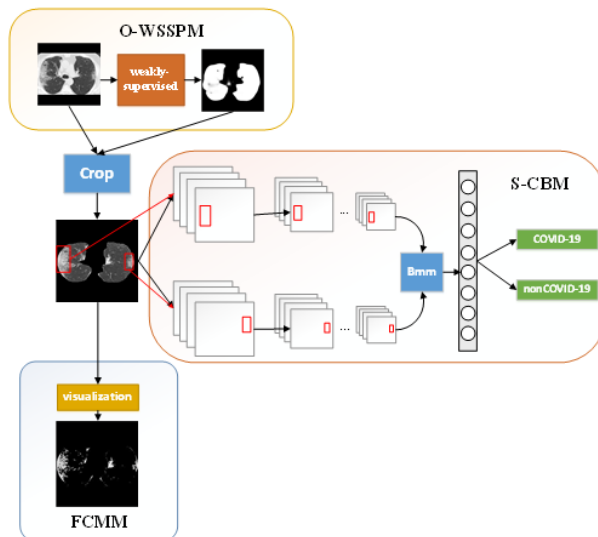 O-WSSPM
weakly-
supervised
Crop
S-CBM
COVID-19
...
Bmm
...
nonCOVID-19
visualization
FCMM